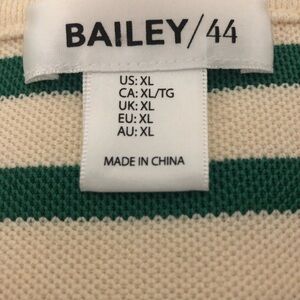 BAILEY/44
US: XL
CA: XL/TG
UK: XL
EU: XL
AU: XL
MADE IN CHINA